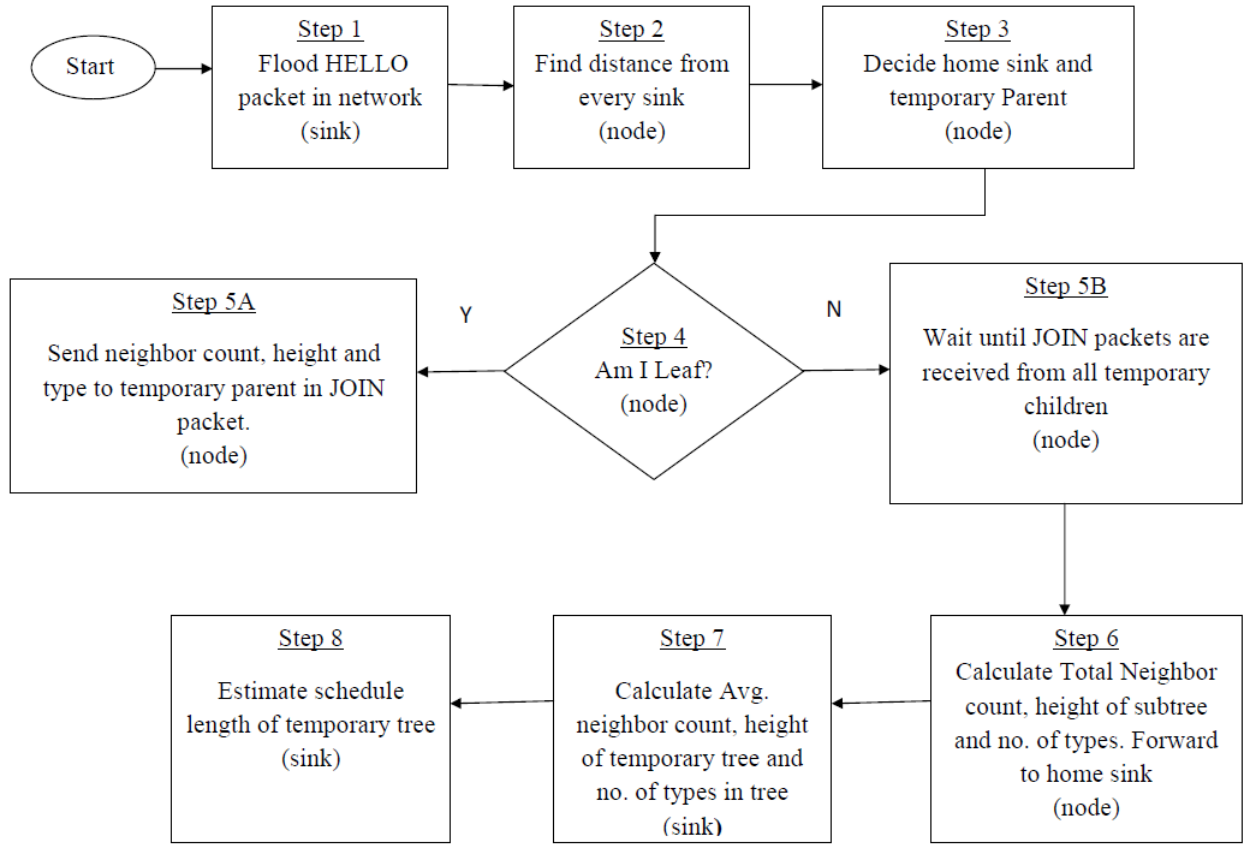 Start
Step 1
Flood HELLO
packet in network
(sink)
Step 2
Find distance from
every sink
(node)
Step 3
Decide home sink and
temporary Parent
(node)
Step 4
Am I Leaf?
(node)
Y
N
Step 5A
Send neighbor count, height and
type to temporary parent in JOIN
packet.
(node)
Step 5B
Wait until JOIN packets are
received from all temporary
children
(node)
Step 6
Calculate Total Neighbor
count, height of subtree
and no. of types. Forward
to home sink
(node)
Step 7
Calculate Avg.
neighbor count, height
of temporary tree and
no. of types in tree
(sink)
Step 8
Estimate schedule
length of temporary tree
(sink)